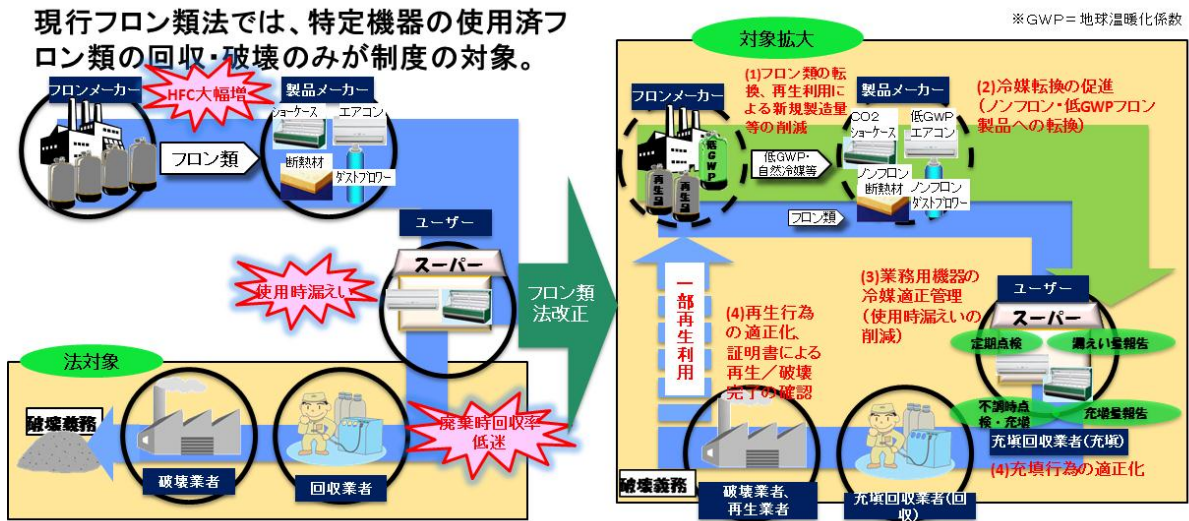 現行フロン類法では、特定機器の使用済フ
ロン類の回収・破壊のみが制度の対象。
フロンメーカー
HFC大幅増
製品メーカー
ショーケース
エアコン
断熱材
ダストブロワー
フロン類
ユーザー
スーパー
使用時漏えい
フロン類
法改正
法対象
破壊義務
破壊業者
回収業者
廃棄時回収率
低迷
※GWP=地球温暖化係数
対象拡大
フロンメーカー
(1)フロン類の転
換、再生利用に
よる新規製造量
等の削減
製品メーカー
(2)冷媒転換の促進
(ノンフロン・低GWPフロン
製品への転換)
低GWP
再生品
再生品
低GWP・
自然冷媒等
CO2
ショーケース
低GWP
エアコン
ノンフロン
断熱材
ノンフロン
ダストブロワー
フロン類
一部再生利用
(3)業務用機器の
冷媒適正管理
(使用時漏えいの
削減)
ユーザー
スーパー
定期点検
漏えい量報告
不調時点
検・充塡
充塡量報告
(4)再生行為
の適正化、
証明書による
再生/破壊
完了の確認
充塡回収業者(充塡)
(4)充填行為の適正化
破壊義務
破壊業者、
再生業者
充塡回収業者(回
収)